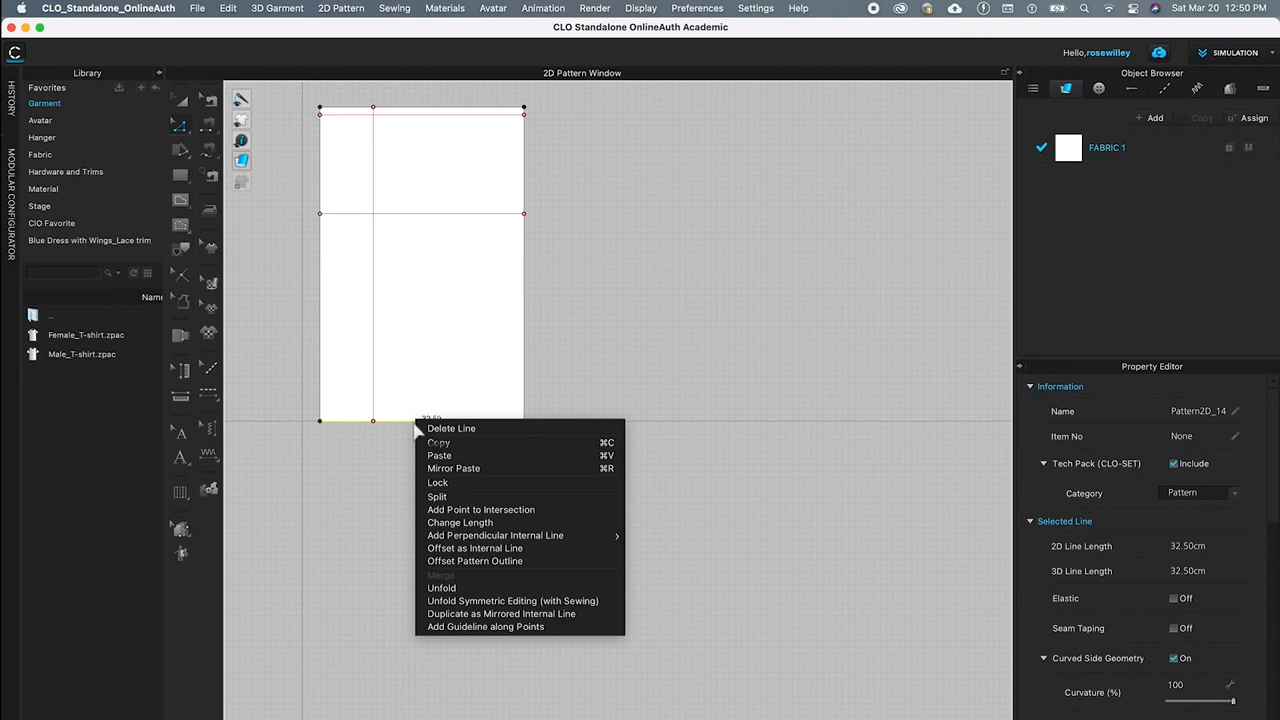 CLO_Standalone_OnlineAuth File Edit 3D Garment 2D Pattern Sewing Materials Avatar Animation Render Display Preferences Settings Help Sat Mar 20 12:50 PM
CLO Standalone OnlineAuth Academic
Hello, rosewilley SIMULATION
HISTORY
MODULAR CONFIGURATOR
Library
Favorites
Garment
Avatar
Hanger
Fabric
Hardware and Trims
Material
Stage
ClO Favorite
Blue Dress with Wings_Lace trim
Name
..
Female_T-shirt.zpac
Male_T-shirt.zpac
2D Pattern Window
Delete Line
Copy ⌘C
Paste ⌘V
Mirror Paste ⌘R
Lock
Split
Add Point to Intersection
Change Length
Add Perpendicular Internal Line
Offset as Internal Line
Offset Pattern Outline
Merge
Unfold
Unfold Symmetric Editing (with Sewing)
Duplicate as Mirrored Internal Line
Add Guideline along Points
Object Browser
+ Add Copy Assign
FABRIC 1
Property Editor
Information
Name Pattern2D_14
Item No None
Tech Pack (CLO-SET) Include
Category Pattern
Selected Line
2D Line Length 32.50cm
3D Line Length 32.50cm
Elastic Off
Seam Taping Off
Curved Side Geometry On
Curvature (%) 100